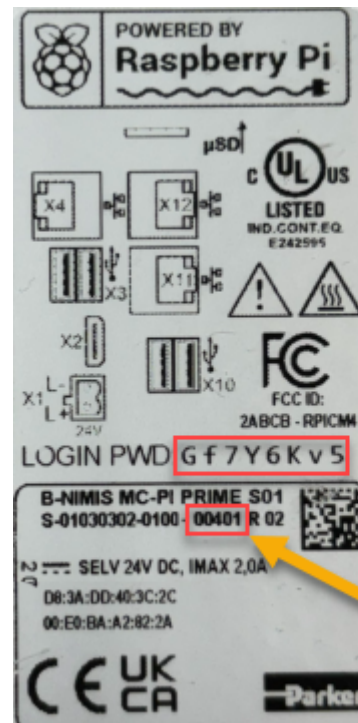 POWERED BY
Raspberry Pi
µSD
C UL US
LISTED
IND.CONT.EQ.
E242595
X4
X12
X3
X11
X2
X10
X1
L-
L+
24V
FC
FCC ID:
2ABCB - RPICM4
LOGIN PWD G f 7 Y 6 K v 5
B-NIMIS MC-PI PRIME S01
S-01030302-0100-00401 R 02
SELV 24V DC, IMAX 2,0A
D8:3A:DD:40:3C:2C
00:E0:BA:A2:82:2A
CE UK
CA
Parker